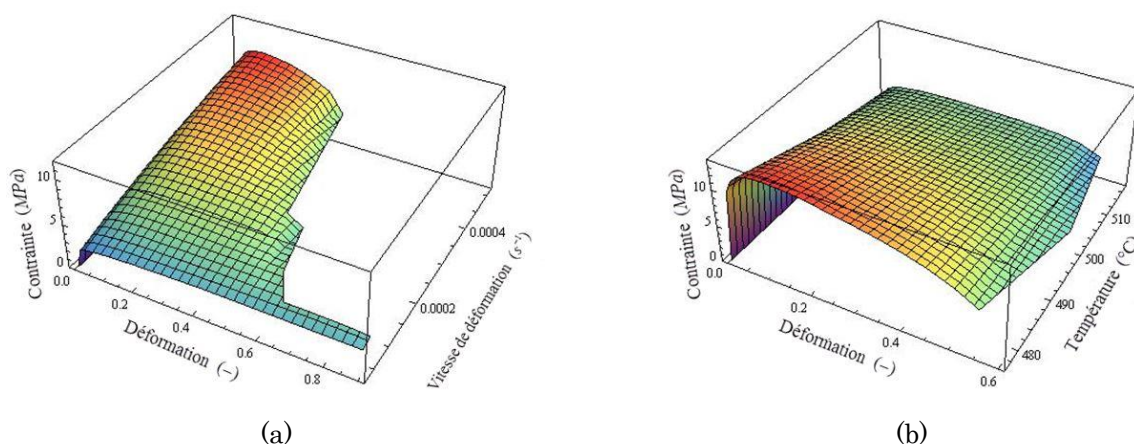 10
5
0
Contrainte (MPa)
0.0
0.2
0.4
0.6
0.8
Déformation (–)
0.0002
0.0004
Vitesse de déformation (s⁻¹)
(a)
10
5
0
Contrainte (MPa)
0.0
0.2
0.4
0.6
Déformation (–)
480
490
500
510
Température (°C)
(b)